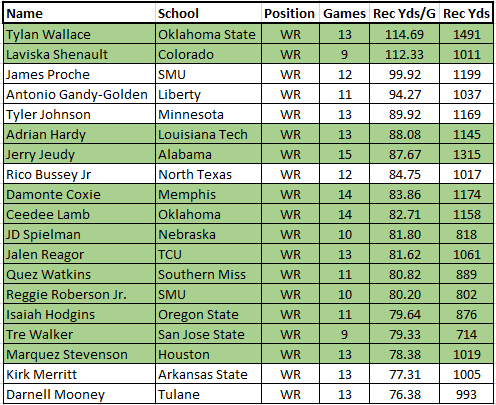 Name School Position Games Rec Yds/G Rec Yds
Tylan Wallace Oklahoma State WR 13 114.69 1491
Laviska Shenault Colorado WR 9 112.33 1011
James Proche SMU WR 12 99.92 1199
Antonio Gandy-Golden Liberty WR 11 94.27 1037
Tyler Johnson Minnesota WR 13 89.92 1169
Adrian Hardy Louisiana Tech WR 13 88.08 1145
Jerry Jeudy Alabama WR 15 87.67 1315
Rico Bussey Jr North Texas WR 12 84.75 1017
Damonte Coxie Memphis WR 14 83.86 1174
Ceedee Lamb Oklahoma WR 14 82.71 1158
JD Spielman Nebraska WR 10 81.80 818
Jalen Reagor TCU WR 13 81.62 1061
Quez Watkins Southern Miss WR 11 80.82 889
Reggie Roberson Jr. SMU WR 10 80.20 802
Isaiah Hodgins Oregon State WR 11 79.64 876
Tre Walker San Jose State WR 9 79.33 714
Marquez Stevenson Houston WR 13 78.38 1019
Kirk Merritt Arkansas State WR 13 77.31 1005
Darnell Mooney Tulane WR 13 76.38 993